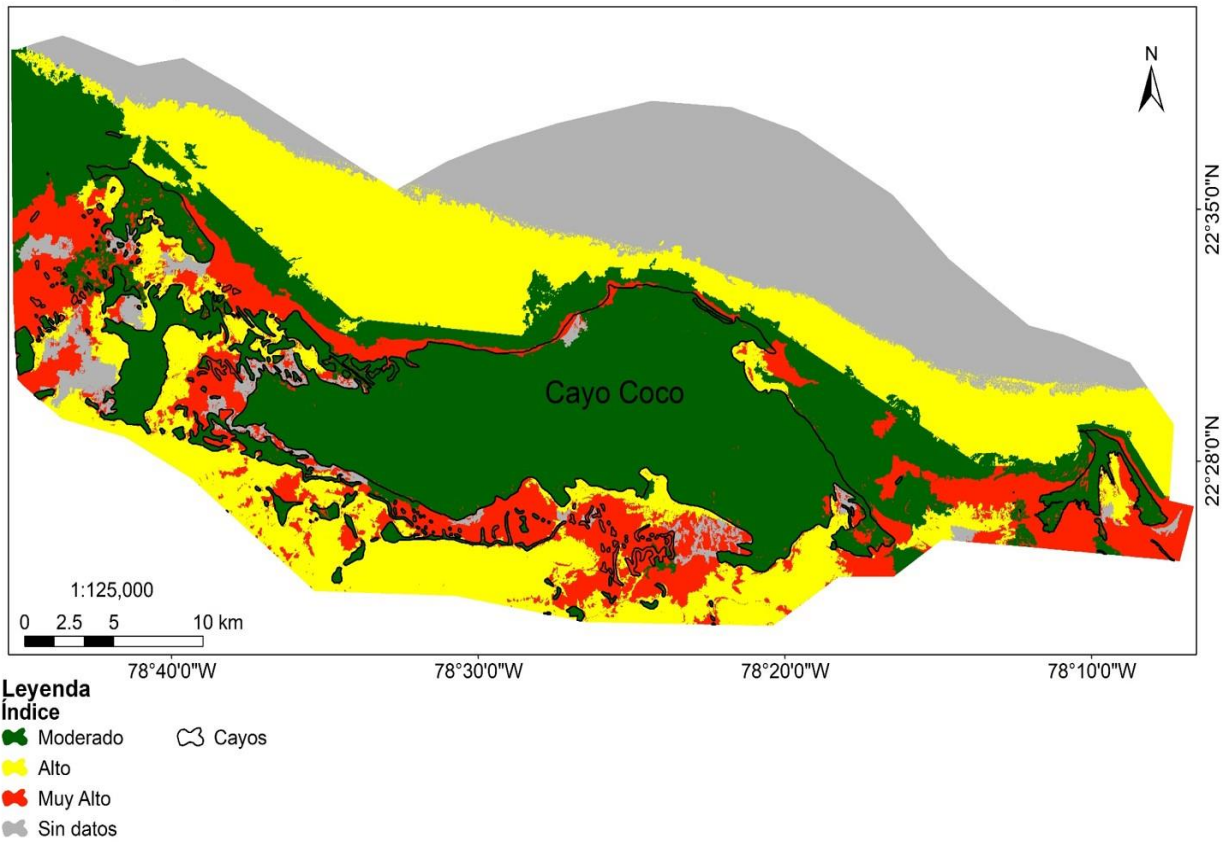 N
22°35'0"N
Cayo Coco
22°28'0"N
1:125,000
0 2.5 5 10 km
78°40'0"W 78°30'0"W 78°20'0"W 78°10'0"W
Leyenda
Índice
Moderado Cayos
Alto
Muy Alto
Sin datos